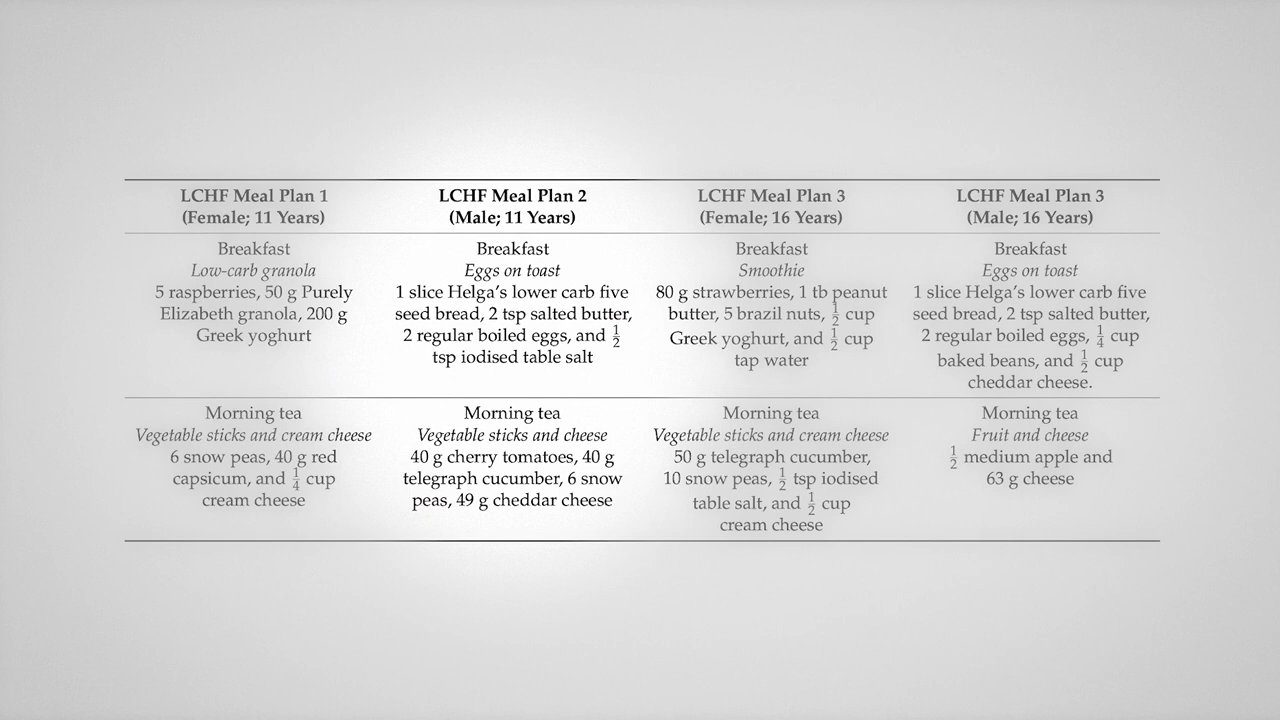 LCHF Meal Plan 1
(Female; 11 Years)
LCHF Meal Plan 2
(Male; 11 Years)
LCHF Meal Plan 3
(Female; 16 Years)
LCHF Meal Plan 3
(Male; 16 Years)
Breakfast
Low-carb granola
5 raspberries, 50 g Purely
Elizabeth granola, 200 g
Greek yoghurt
Breakfast
Eggs on toast
1 slice Helga's lower carb five
seed bread, 2 tsp salted butter,
2 regular boiled eggs, and 1/2
tsp iodised table salt
Breakfast
Smoothie
80 g strawberries, 1 tb peanut
butter, 5 brazil nuts, 1/2 cup
Greek yoghurt, and 1/2 cup
tap water
Breakfast
Eggs on toast
1 slice Helga's lower carb five
seed bread, 2 tsp salted butter,
2 regular boiled eggs, 1/4 cup
baked beans, and 1/2 cup
cheddar cheese.
Morning tea
Vegetable sticks and cream cheese
6 snow peas, 40 g red
capsicum, and 1/4 cup
cream cheese
Morning tea
Vegetable sticks and cheese
40 g cherry tomatoes, 40 g
telegraph cucumber, 6 snow
peas, 49 g cheddar cheese
Morning tea
Vegetable sticks and cream cheese
50 g telegraph cucumber,
10 snow peas, 1/2 tsp iodised
table salt, and 1/2 cup
cream cheese
Morning tea
Fruit and cheese
1/2 medium apple and
63 g cheese